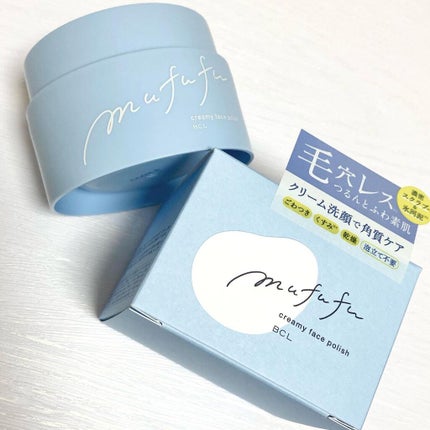 mufufu
creamy face polish
BCL
毛穴レス
つるんとふわ素肌
クリーム洗顔で角質ケア
ごわつき くすみ 乾燥 泡立て不要
mufufu
creamy face polish
BCL